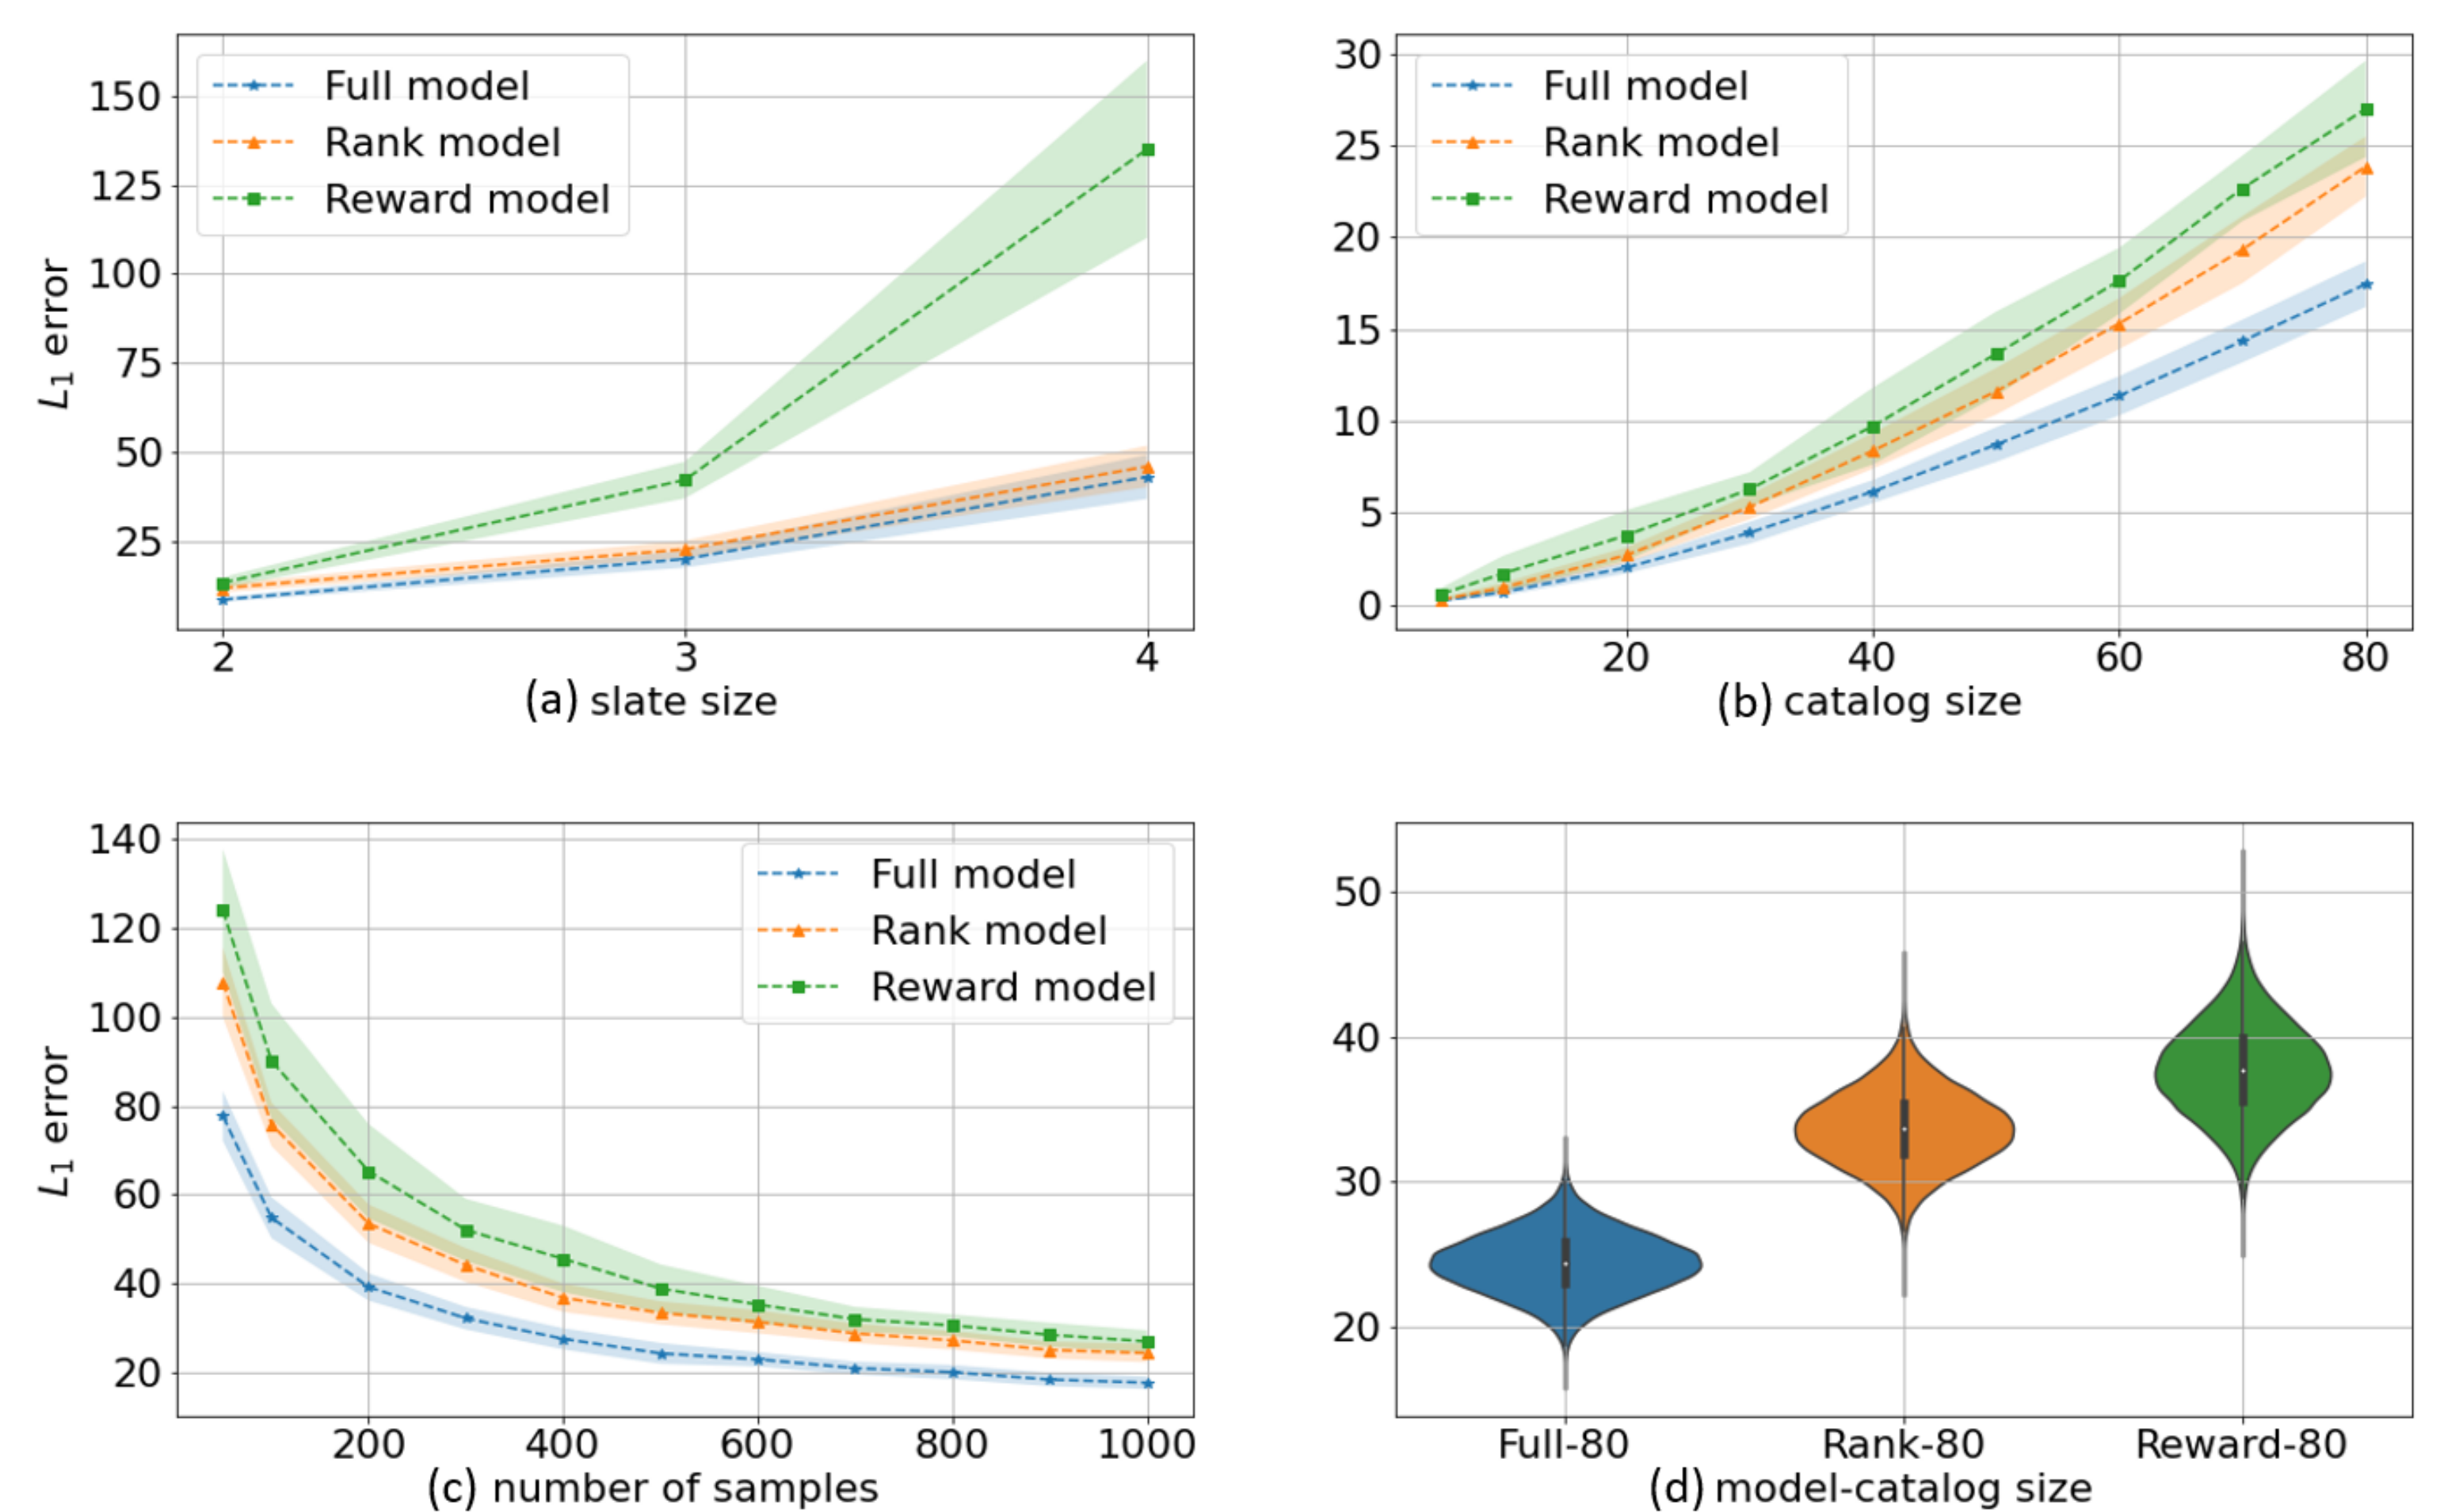 Full model
Rank model
Reward model
150
125
100
75
50
25
L1 error
2 3 4
(a) slate size
Full model
Rank model
Reward model
30
25
20
15
10
5
0
20 40 60 80
(b) catalog size
Full model
Rank model
Reward model
140
120
100
80
60
40
20
L1 error
200 400 600 800 1000
(c) number of samples
50
40
30
20
Full-80 Rank-80 Reward-80
(d) model-catalog size